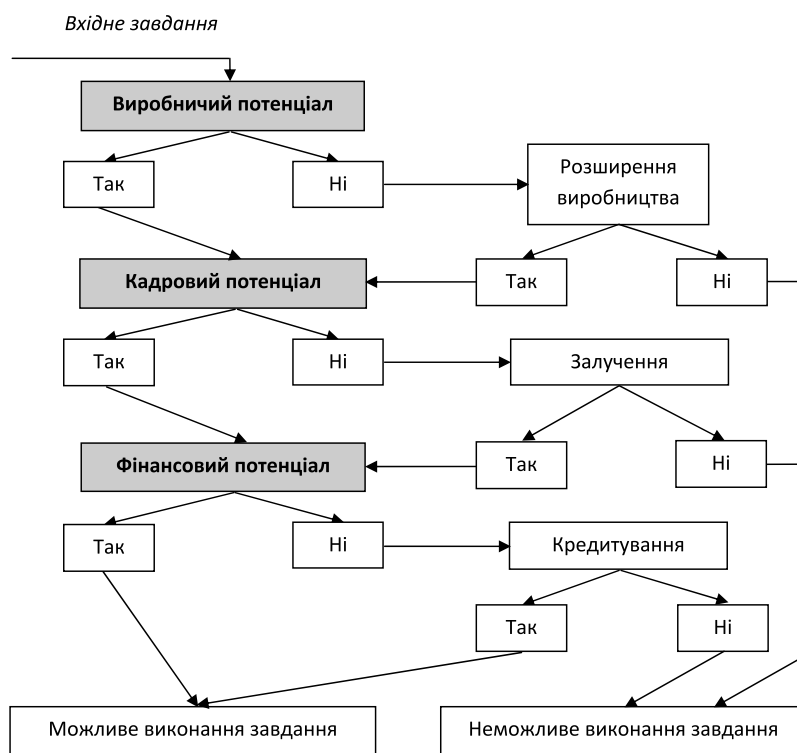 Вхідне завдання
Виробничий потенціал
Так
Ні
Розширення
виробництва
Кадровий потенціал
Так
Ні
Так
Ні
Залучення
Фінансовий потенціал
Так
Ні
Так
Ні
Кредитування
Так
Ні
Можливе виконання завдання
Неможливе виконання завдання